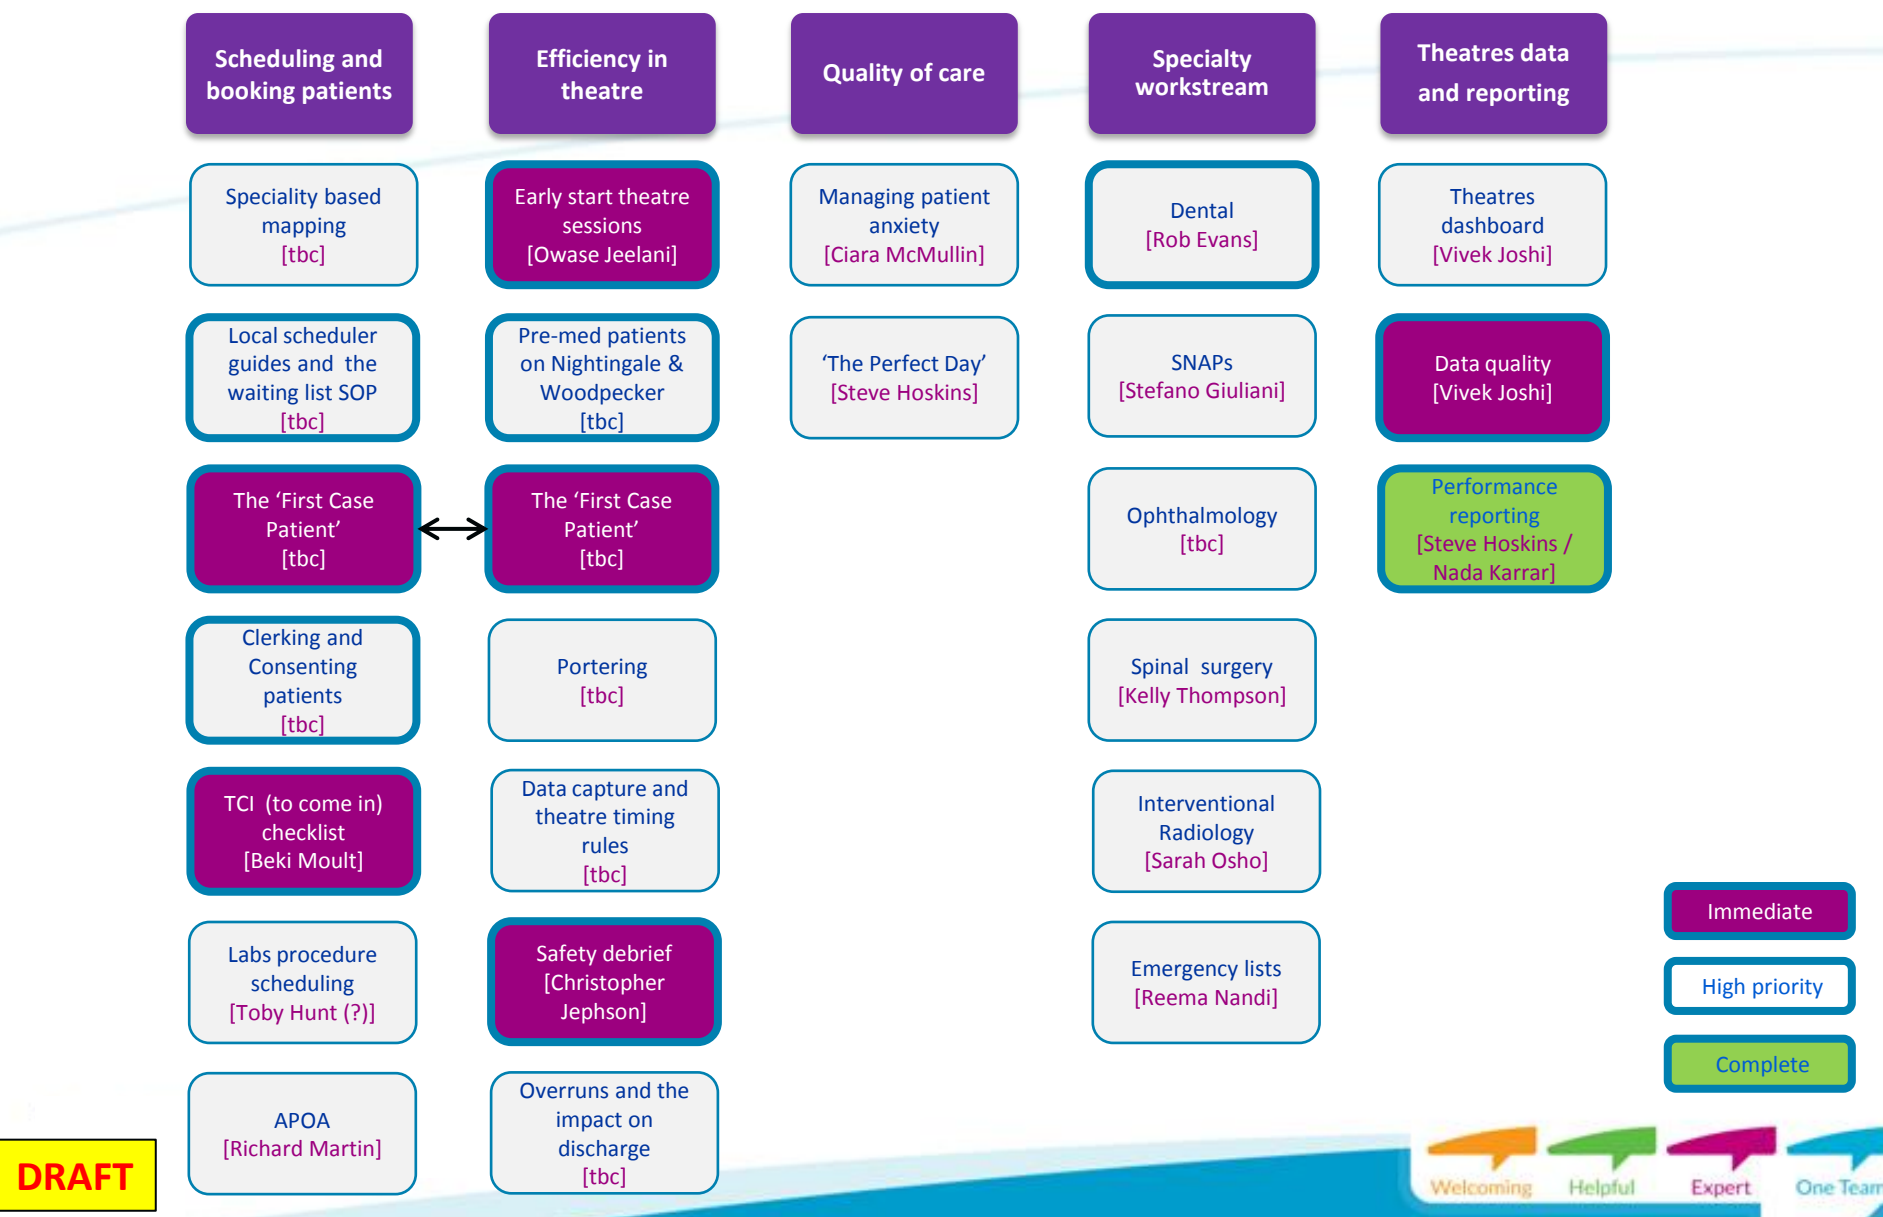 Scheduling and
booking patients
Efficiency in
theatre
Quality of care
Specialty
workstream
Theatres data
and reporting
Speciality based
mapping
[tbc]
Local scheduler
guides and the
waiting list SOP
[tbc]
The ‘First Case
Patient’
[tbc]
Clerking and
Consenting
patients
[tbc]
TCI (to come in)
checklist
[Beki Moult]
Labs procedure
scheduling
[Toby Hunt (?)]
APOA
[Richard Martin]
Early start theatre
sessions
[Owase Jeelani]
Pre-med patients
on Nightingale &
Woodpecker
[tbc]
The ‘First Case
Patient’
[tbc]
Portering
[tbc]
Data capture and
theatre timing
rules
[tbc]
Safety debrief
[Christopher
Jephson]
Overruns and the
impact on
discharge
[tbc]
Managing patient
anxiety
[Ciara McMullin]
‘The Perfect Day’
[Steve Hoskins]
Dental
[Rob Evans]
SNAPs
[Stefano Giuliani]
Ophthalmology
[tbc]
Spinal surgery
[Kelly Thompson]
Interventional
Radiology
[Sarah Osho]
Emergency lists
[Reema Nandi]
Theatres
dashboard
[Vivek Joshi]
Data quality
[Vivek Joshi]
Performance
reporting
[Steve Hoskins /
Nada Karrar]
Immediate
High priority
Complete
DRAFT
Welcoming
Helpful
Expert
One Team